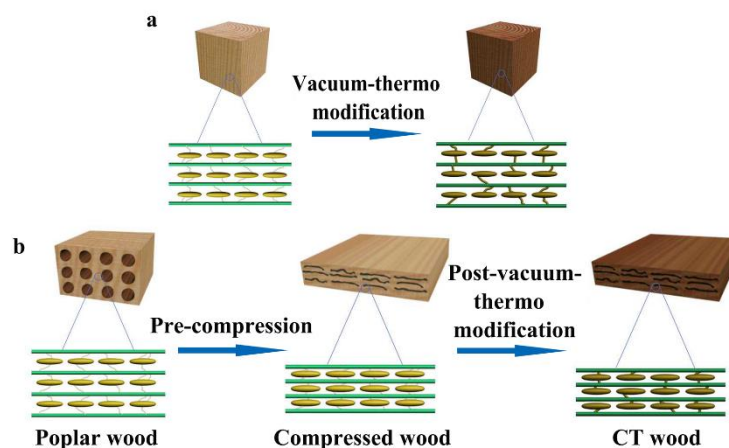 a
Vacuum-thermo
modification
b
Pre-compression
Post-vacuum-
thermo
modification
Poplar wood
Compressed wood
CT wood